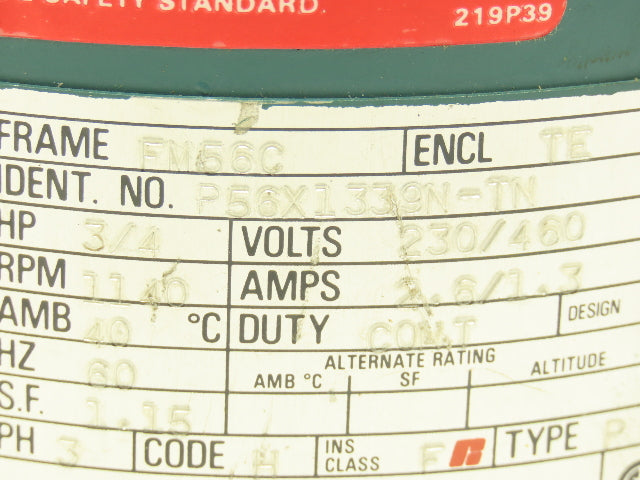 SAFETY STANDARD.
219P39
FRAME FM56C ENCL TE
IDENT. NO. P56X1339N-TN
HP 3/4 VOLTS 230/460
RPM 1140 AMPS 2.6/1.3
AMB 40 °C DUTY CONT DESIGN
HZ 60 ALTERNATE RATING
AMB °C SF ALTITUDE
S.F. 1.15
PH 3 CODE H INS CLASS F R TYPE P